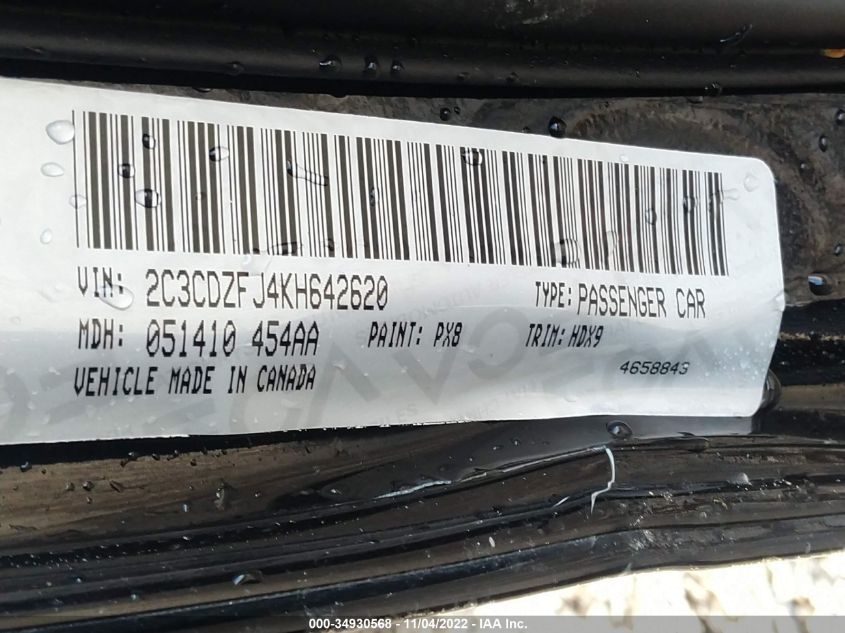 VIN: 2C3CDZFJ4KH642620 TYPE: PASSENGER CAR
MDH: 051410 454AA PAINT: PX8 TRIM: HDX9
VEHICLE MADE IN CANADA 465884G
000-34930568 - 11/04/2022 - IAA Inc.